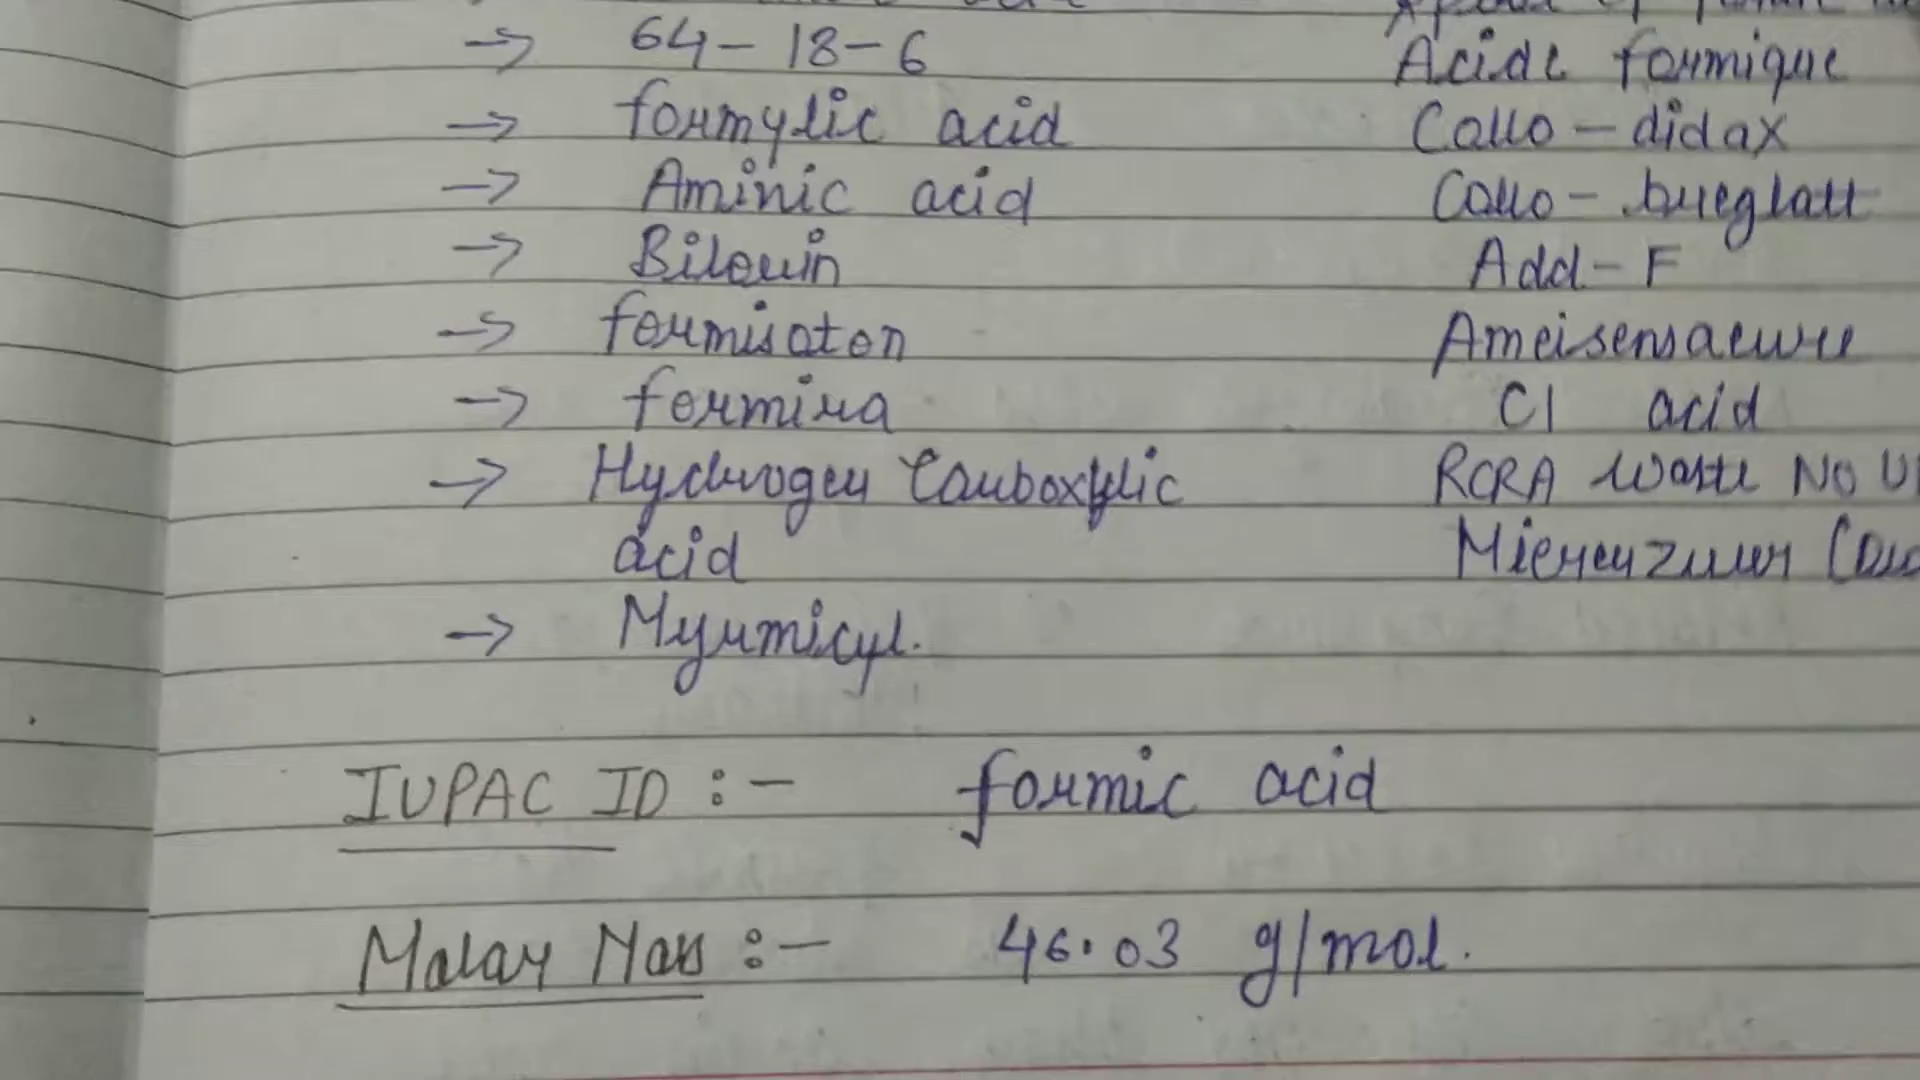 → 64-18-6 Acide formique
→ formylic acid Collo-didax
→ Aminic acid Collo-bueglatt
→ Bilorin Add-F
→ formisoton Ameisensaeure
→ formira C1 acid
→ Hydrogen Carboxylic RCRA waste NO U
acid Mierenzuur
→ Myrmicyl.
IUPAC ID :- formic acid
Molar Mass :- 46.03 g/mol.